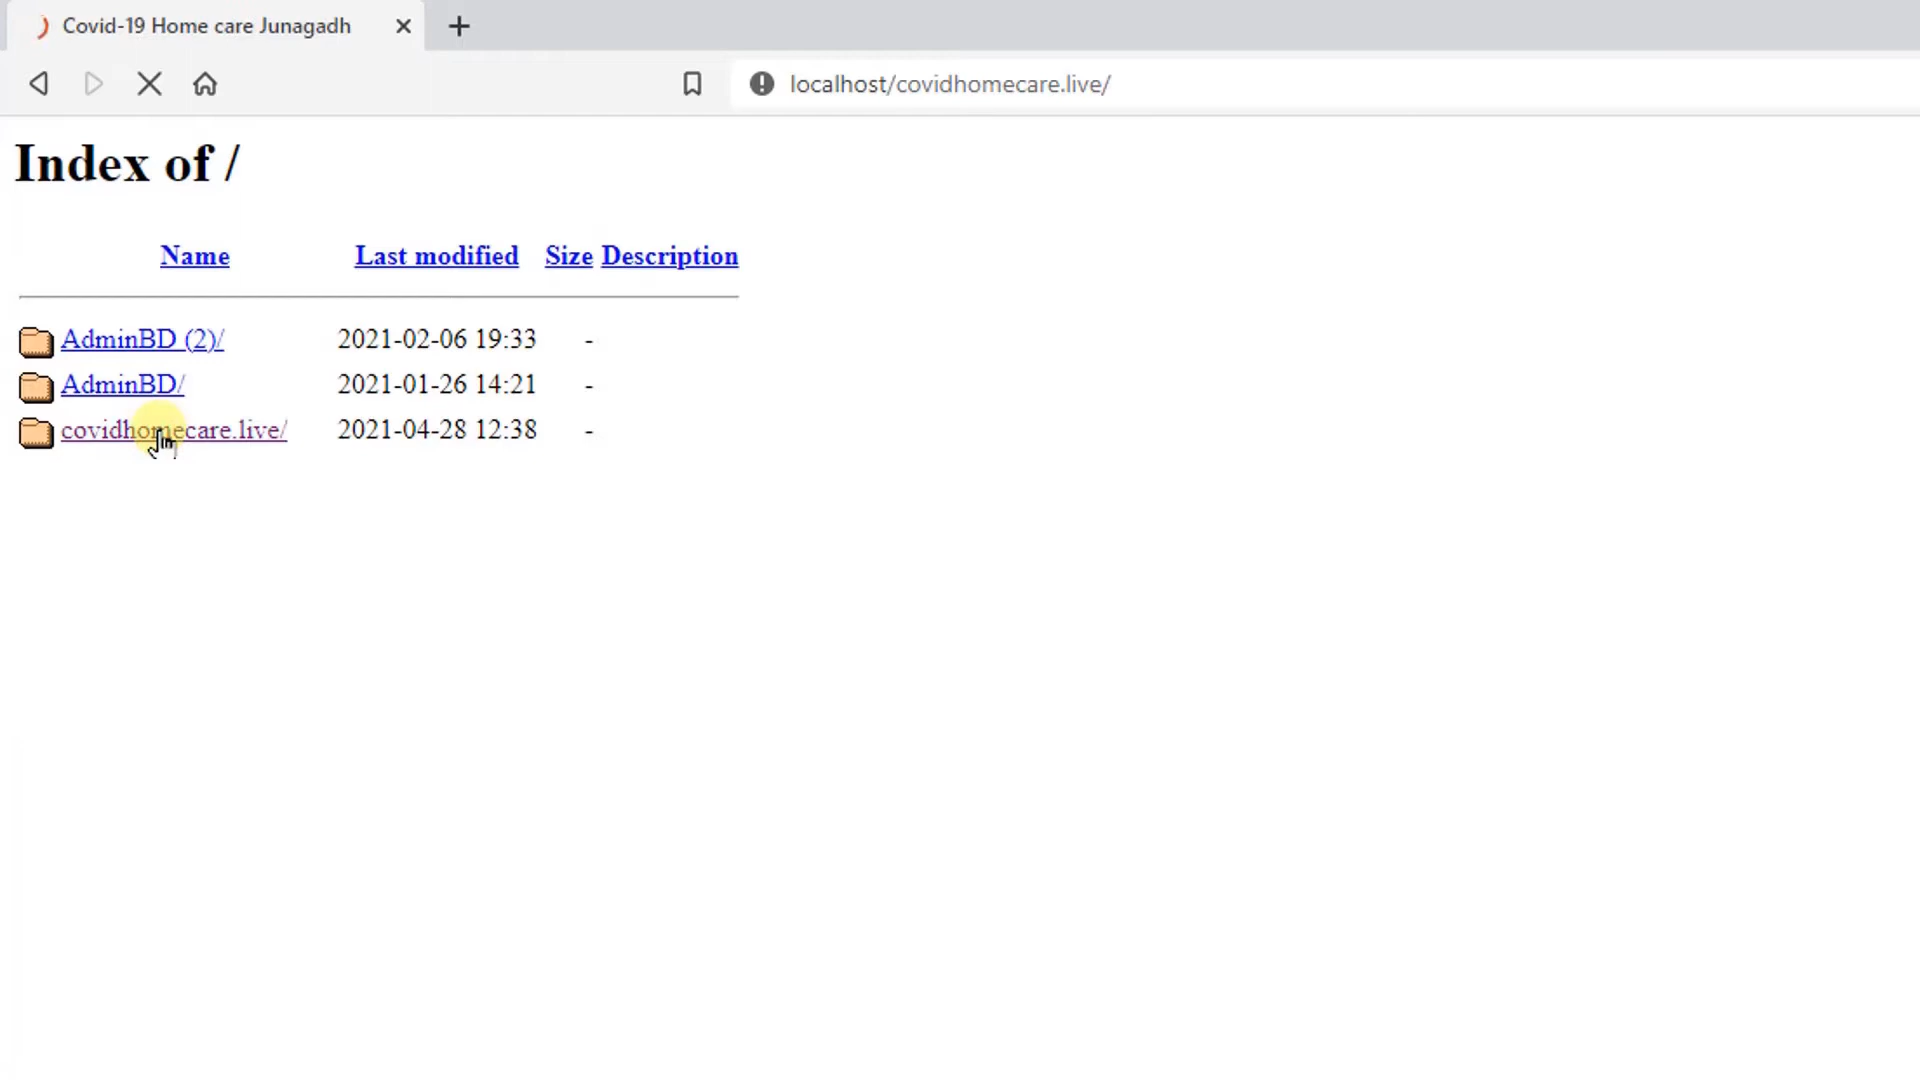 Covid-19 Home care Junagadh
localhost/covidhomecare.live/
Index of /
Name Last modified Size Description
AdminBD (2)/ 2021-02-06 19:33 -
AdminBD/ 2021-01-26 14:21 -
covidhomecare.live/ 2021-04-28 12:38 -